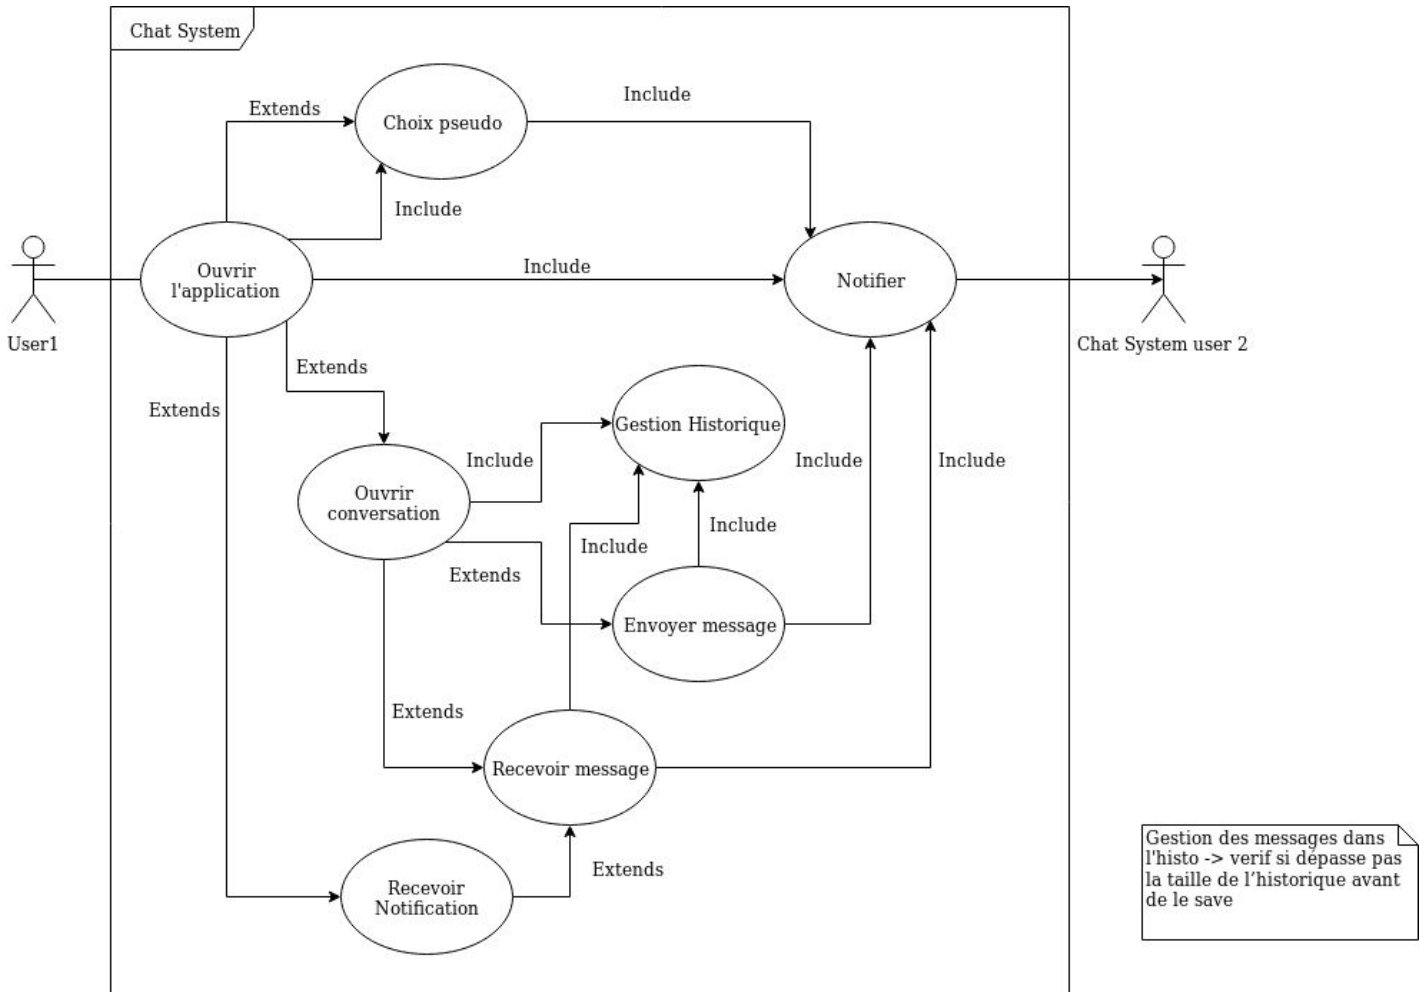 Chat System
Extends
Include
Choix pseudo
Include
Ouvrir
l'application
Include
Notifier
User1
Chat System user 2
Extends
Extends
Gestion Historique
Include
Include
Include
Ouvrir
conversation
Include
Include
Extends
Envoyer message
Extends
Recevoir message
Extends
Recevoir
Notification
Gestion des messages dans
l'histo -> verif si dépasse pas
la taille de l’historique avant
de le save